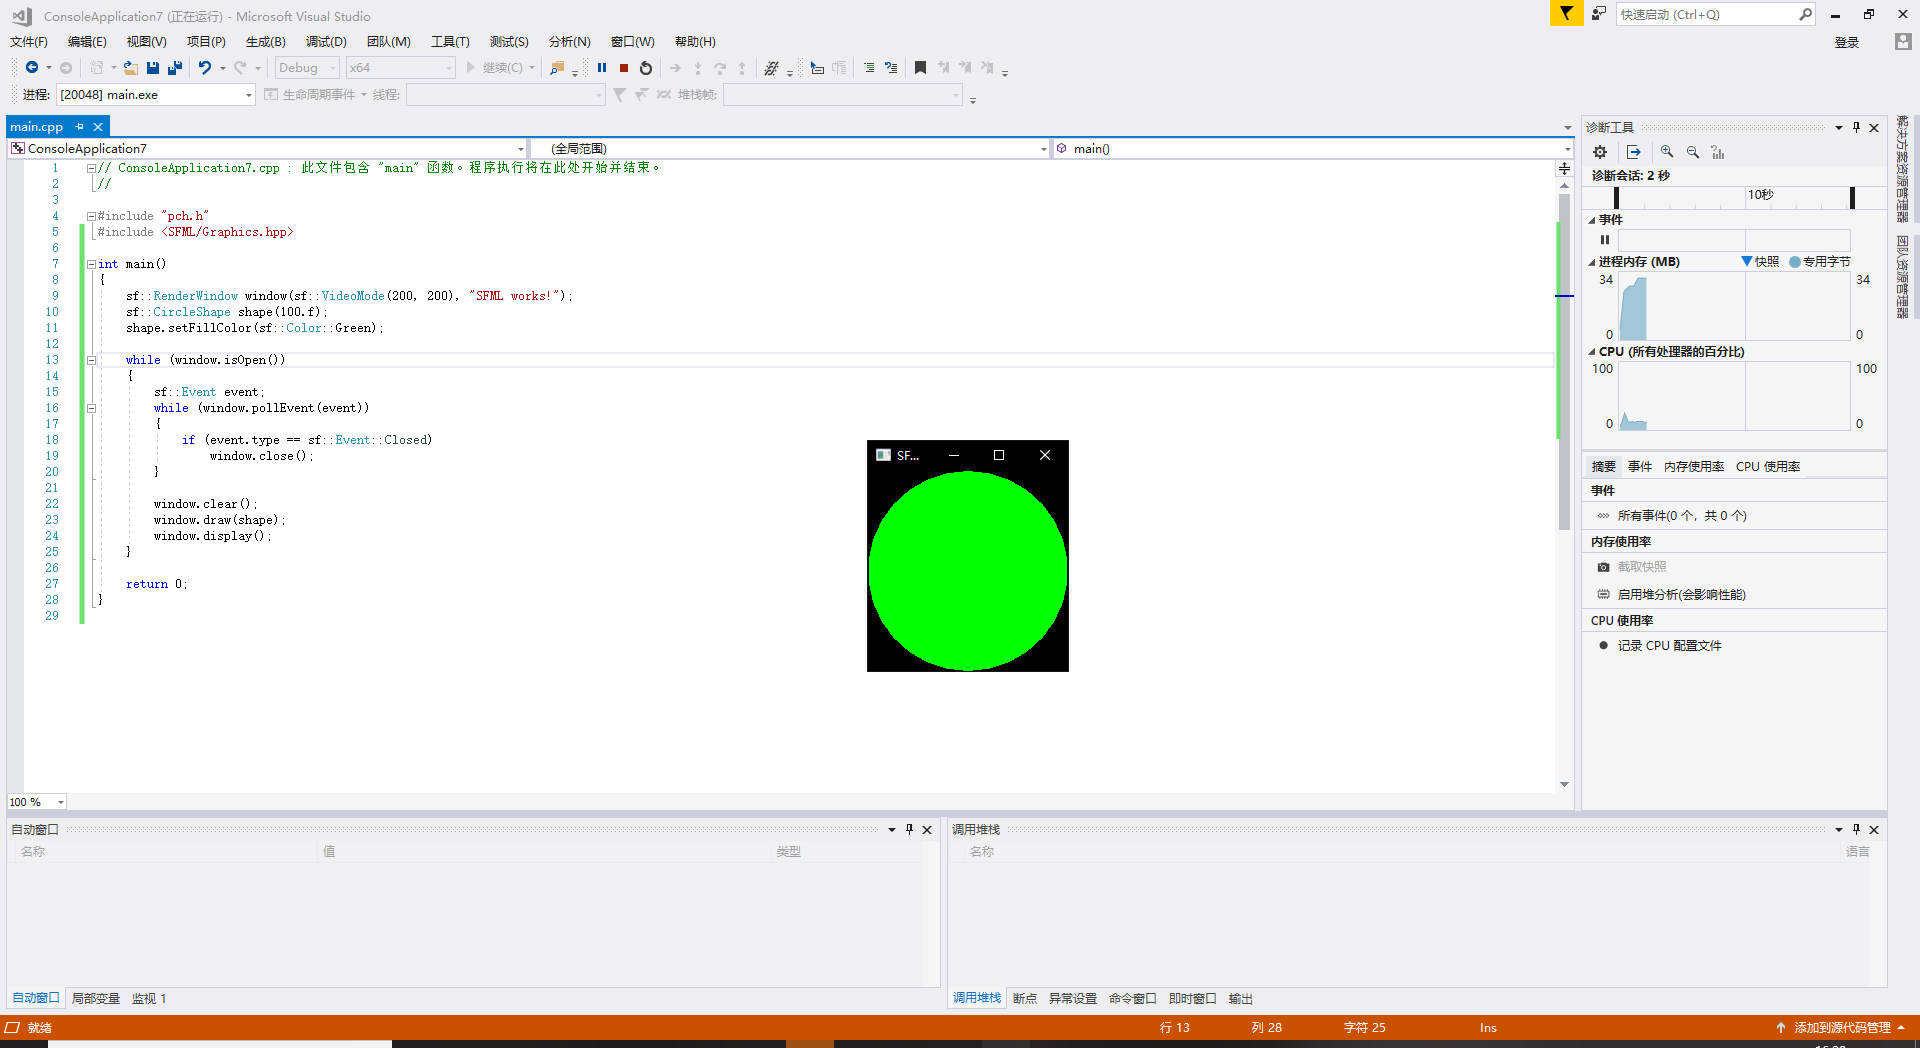 ConsoleApplication7 (正在运行) - Microsoft Visual Studio
快速启动 (Ctrl+Q)
文件(F) 编辑(E) 视图(V) 项目(P) 生成(B) 调试(D) 团队(M) 工具(T) 测试(S) 分析(N) 窗口(W) 帮助(H)
登录
Debug x64 继续(C)
进程: [20048] main.exe 生命周期事件 线程: 堆栈帧:
main.cpp
ConsoleApplication7 (全局范围) main()
1 // ConsoleApplication7.cpp : 此文件包含 "main" 函数。程序执行将在此处开始并结束。
2 //
3
4 #include "pch.h"
5 #include <SFML/Graphics.hpp>
6
7 int main()
8 {
9 sf::RenderWindow window(sf::VideoMode(200, 200), "SFML works!");
10 sf::CircleShape shape(100.f);
11 shape.setFillColor(sf::Color::Green);
12
13 while (window.isOpen())
14 {
15 sf::Event event;
16 while (window.pollEvent(event))
17 {
18 if (event.type == sf::Event::Closed)
19 window.close();
20 }
21
22 window.clear();
23 window.draw(shape);
24 window.display();
25 }
26
27 return 0;
28 }
29
SF...
100 %
诊断工具
诊断会话: 2 秒
10秒
事件
进程内存 (MB) 快照 专用字节
34 34
0 0
CPU (所有处理器的百分比)
100 100
0 0
摘要 事件 内存使用率 CPU 使用率
事件
所有事件(0 个，共 0 个)
内存使用率
截取快照
启用堆分析(会影响性能)
CPU 使用率
记录 CPU 配置文件
解决方案资源管理器
团队资源管理器
自动窗口
名称 值 类型
自动窗口 局部变量 监视 1
调用堆栈
名称 语言
调用堆栈 断点 异常设置 命令窗口 即时窗口 输出
就绪 行 13 列 28 字符 25 Ins 添加到源代码管理